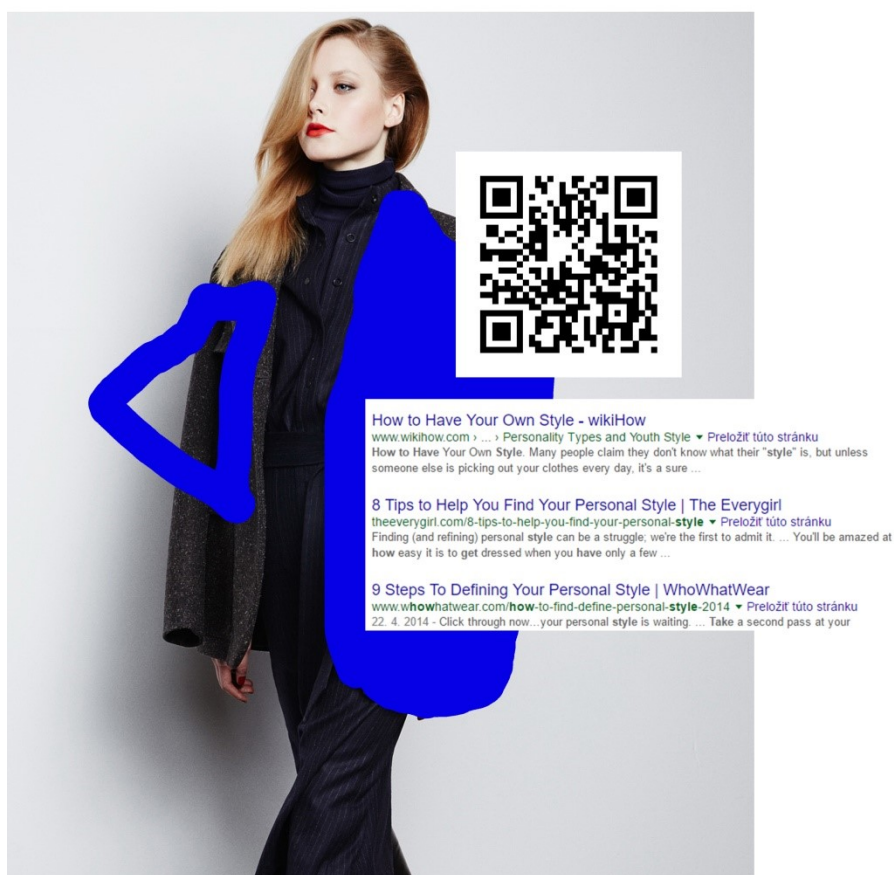 How to Have Your Own Style - wikiHow
www.wikihow.com › ... › Personality Types and Youth Style ▼ Preložiť túto stránku
How to Have Your Own Style. Many people claim they don't know what their "style" is, but unless
someone else is picking out your clothes every day, it's a sure ...
8 Tips to Help You Find Your Personal Style | The Everygirl
theeverygirl.com/8-tips-to-help-you-find-your-personal-style ▼ Preložiť túto stránku
Finding (and refining) personal style can be a struggle; we're the first to admit it. ... You'll be amazed at
how easy it is to get dressed when you have only a few ...
9 Steps To Defining Your Personal Style | WhoWhatWear
www.whowhatwear.com/how-to-find-define-personal-style-2014 ▼ Preložiť túto stránku
22. 4. 2014 - Click through now...your personal style is waiting. ... Take a second pass at your